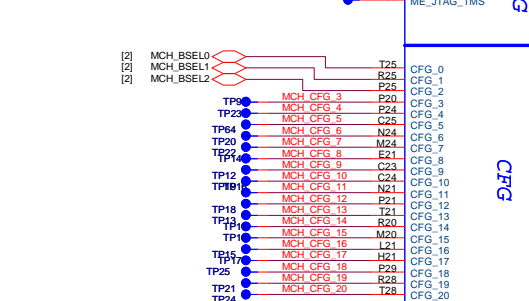 ME_JTAG_TMS
[2] MCH_BSEL0 T25 CFG_0
[2] MCH_BSEL1 R25 CFG_1
[2] MCH_BSEL2 P25 CFG_2
TP9 MCH_CFG_3 P20 CFG_3
TP23 MCH_CFG_4 P24 CFG_4
MCH_CFG_5 C25 CFG_5
TP64 MCH_CFG_6 N24 CFG_6
TP20 MCH_CFG_7 M24 CFG_7
TP22 TP14 MCH_CFG_8 E21 CFG_8
MCH_CFG_9 C23 CFG_9
TP12 MCH_CFG_10 C24 CFG_10
MCH_CFG_11 N21 CFG_11
MCH_CFG_12 P21 CFG_12
TP18 MCH_CFG_13 T21 CFG_13
TP13 MCH_CFG_14 R20 CFG_14
MCH_CFG_15 M20 CFG_15
MCH_CFG_16 L21 CFG_16
TP15 TP17 MCH_CFG_17 H21 CFG_17
TP25 MCH_CFG_18 P29 CFG_18
MCH_CFG_19 R28 CFG_19
TP21 MCH_CFG_20 T28 CFG_20
TP24
CFG